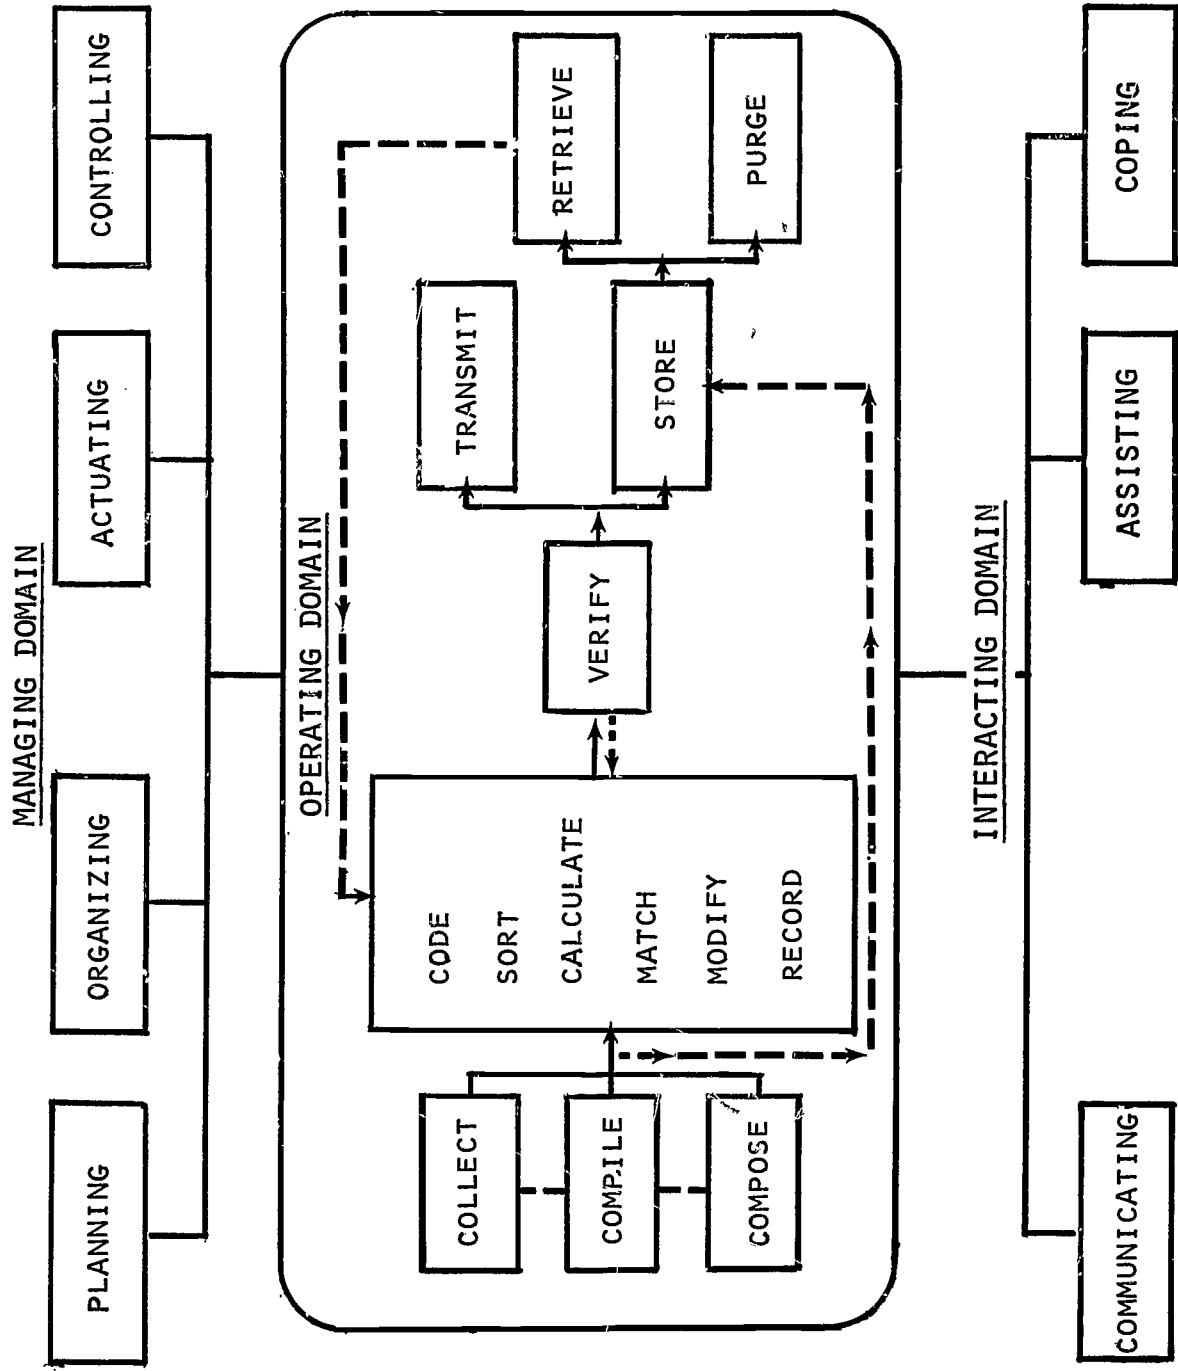 MANAGING DOMAIN
PLANNING
ORGANIZING
ACTUATING
CONTROLLING
OPERATING DOMAIN
COLLECT
COMPILE
COMPOSE
CODE
SORT
CALCULATE
MATCH
MODIFY
RECORD
VERIFY
TRANSMIT
STORE
RETRIEVE
PURGE
INTERACTING DOMAIN
COMMUNICATING
ASSISTING
COPING